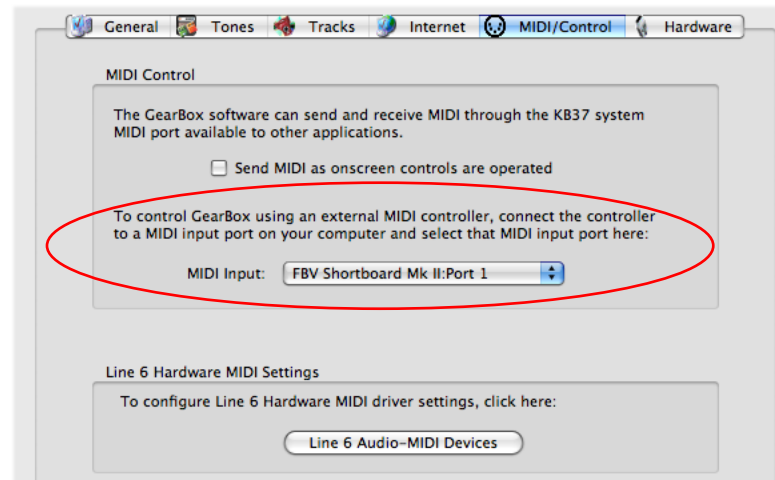 General Tones Tracks Internet MIDI/Control Hardware
MIDI Control
The GearBox software can send and receive MIDI through the KB37 system
MIDI port available to other applications.
Send MIDI as onscreen controls are operated
To control GearBox using an external MIDI controller, connect the controller
to a MIDI input port on your computer and select that MIDI input port here:
MIDI Input: FBV Shortboard Mk II:Port 1
Line 6 Hardware MIDI Settings
To configure Line 6 Hardware MIDI driver settings, click here:
Line 6 Audio-MIDI Devices